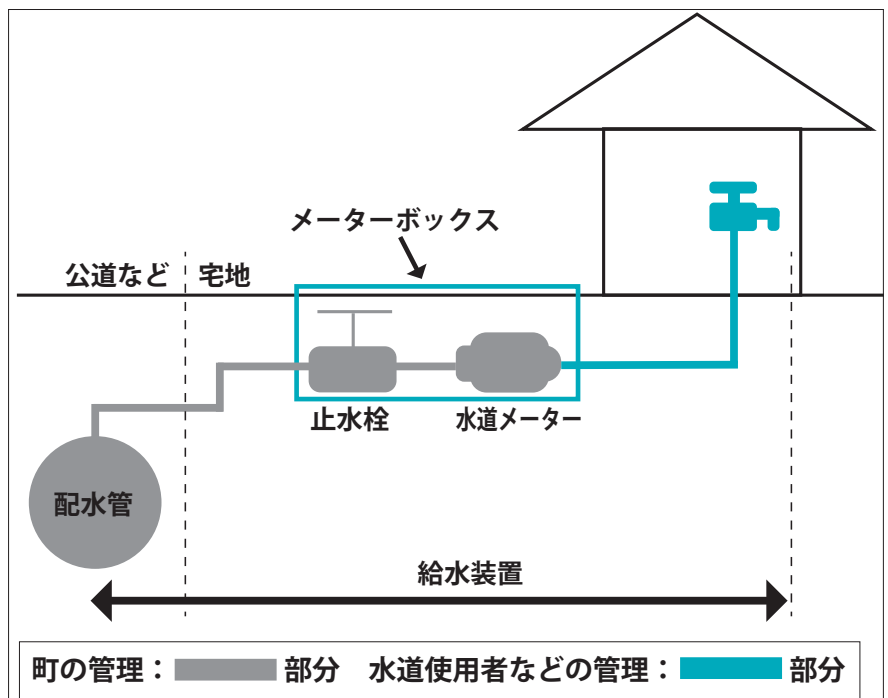 メーターボックス
公道など 宅地
止水栓 水道メーター
配水管
給水装置
町の管理： 部分 水道使用者などの管理： 部分